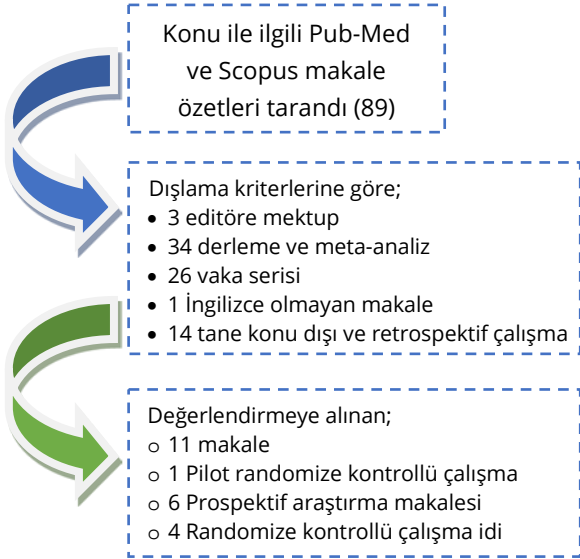 Konu ile ilgili Pub-Med
ve Scopus makale
özetleri tarandı (89)
Dışlama kriterlerine göre;
• 3 editöre mektup
• 34 derleme ve meta-analiz
• 26 vaka serisi
• 1 İngilizce olmayan makale
• 14 tane konu dışı ve retrospektif çalışma
Değerlendirmeye alınan;
o 11 makale
o 1 Pilot randomize kontrollü çalışma
o 6 Prospektif araştırma makalesi
o 4 Randomize kontrollü çalışma idi